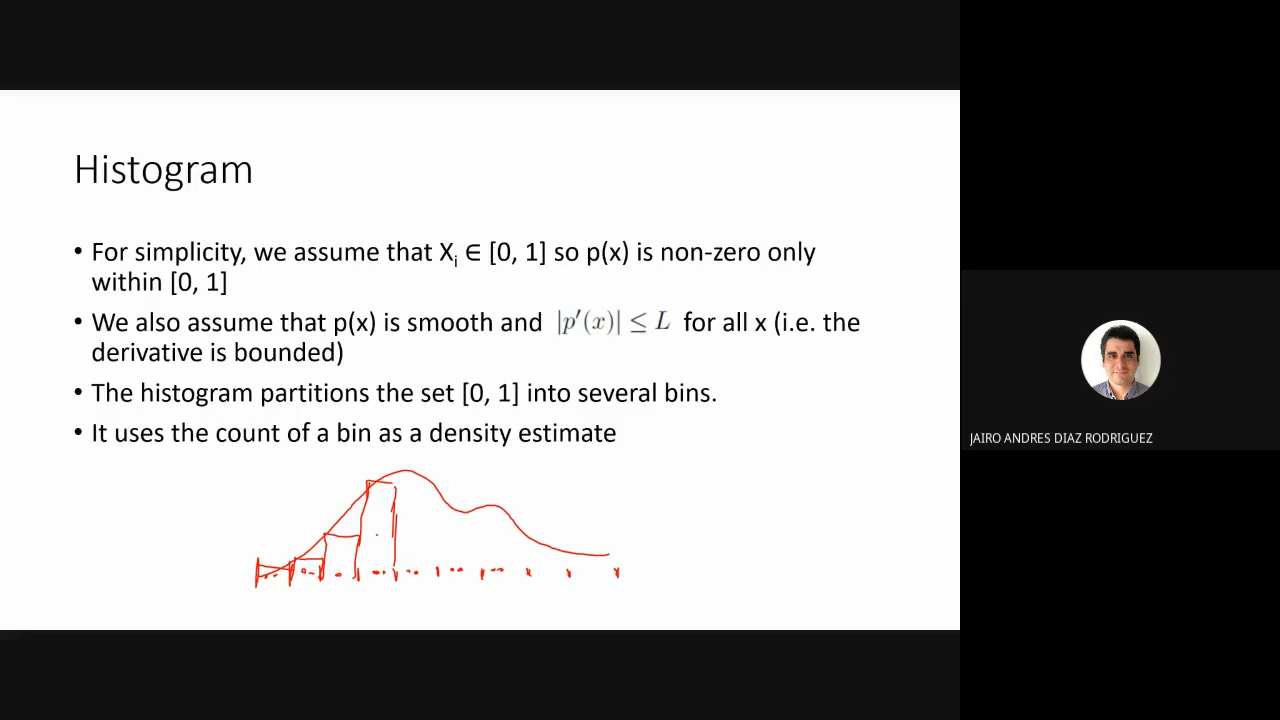 Histogram
• For simplicity, we assume that Xᵢ ∈ [0, 1] so p(x) is non-zero only
within [0, 1]
• We also assume that p(x) is smooth and |p′(x)| ≤ L for all x (i.e. the
derivative is bounded)
• The histogram partitions the set [0, 1] into several bins.
• It uses the count of a bin as a density estimate
JAIRO ANDRES DIAZ RODRIGUEZ